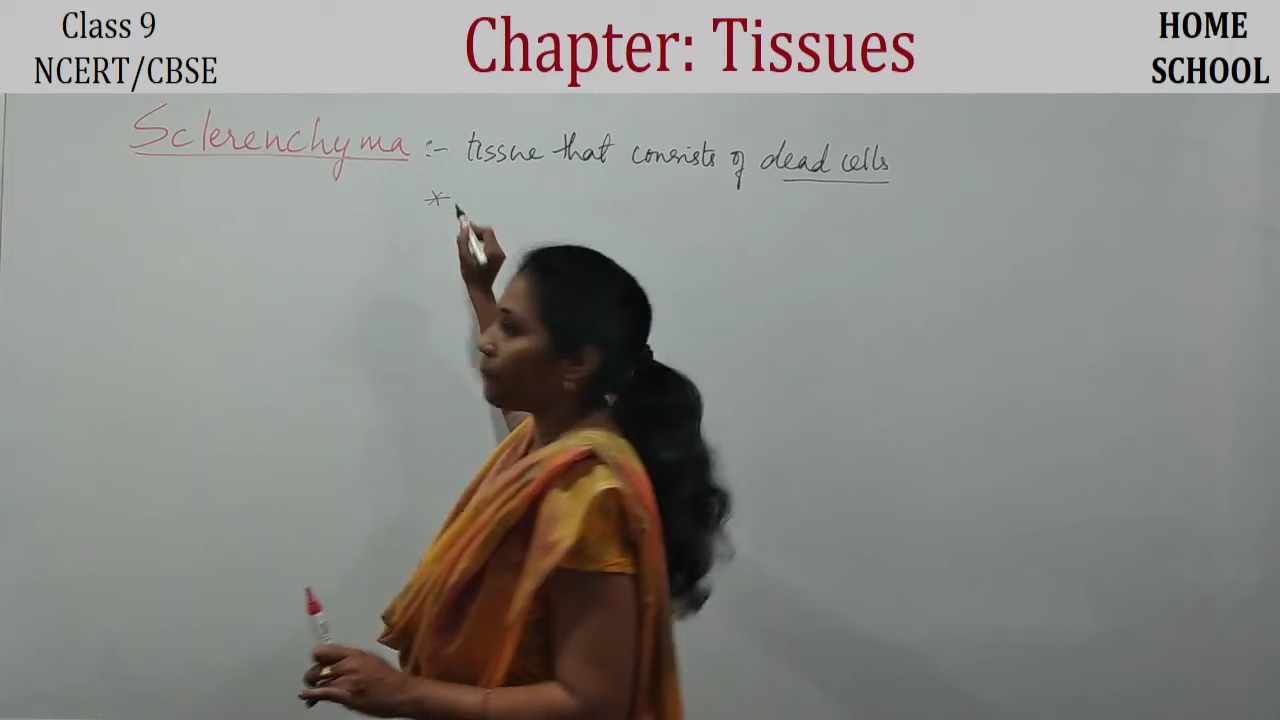 Class 9
NCERT/CBSE
Chapter: Tissues
HOME
SCHOOL
Sclerenchyma :- tissue that consists of dead cells
*